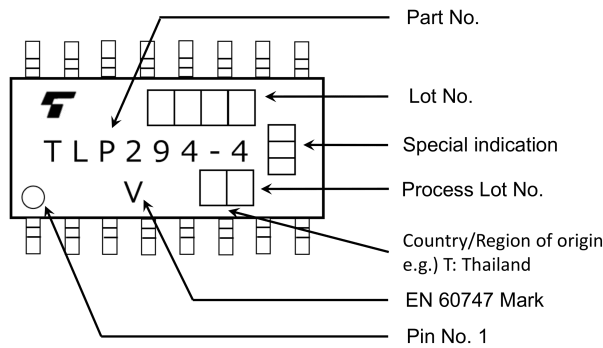 Part No.
Lot No.
TLP294-4
Special indication
V
Process Lot No.
Country/Region of origin
e.g.) T: Thailand
EN 60747 Mark
Pin No. 1